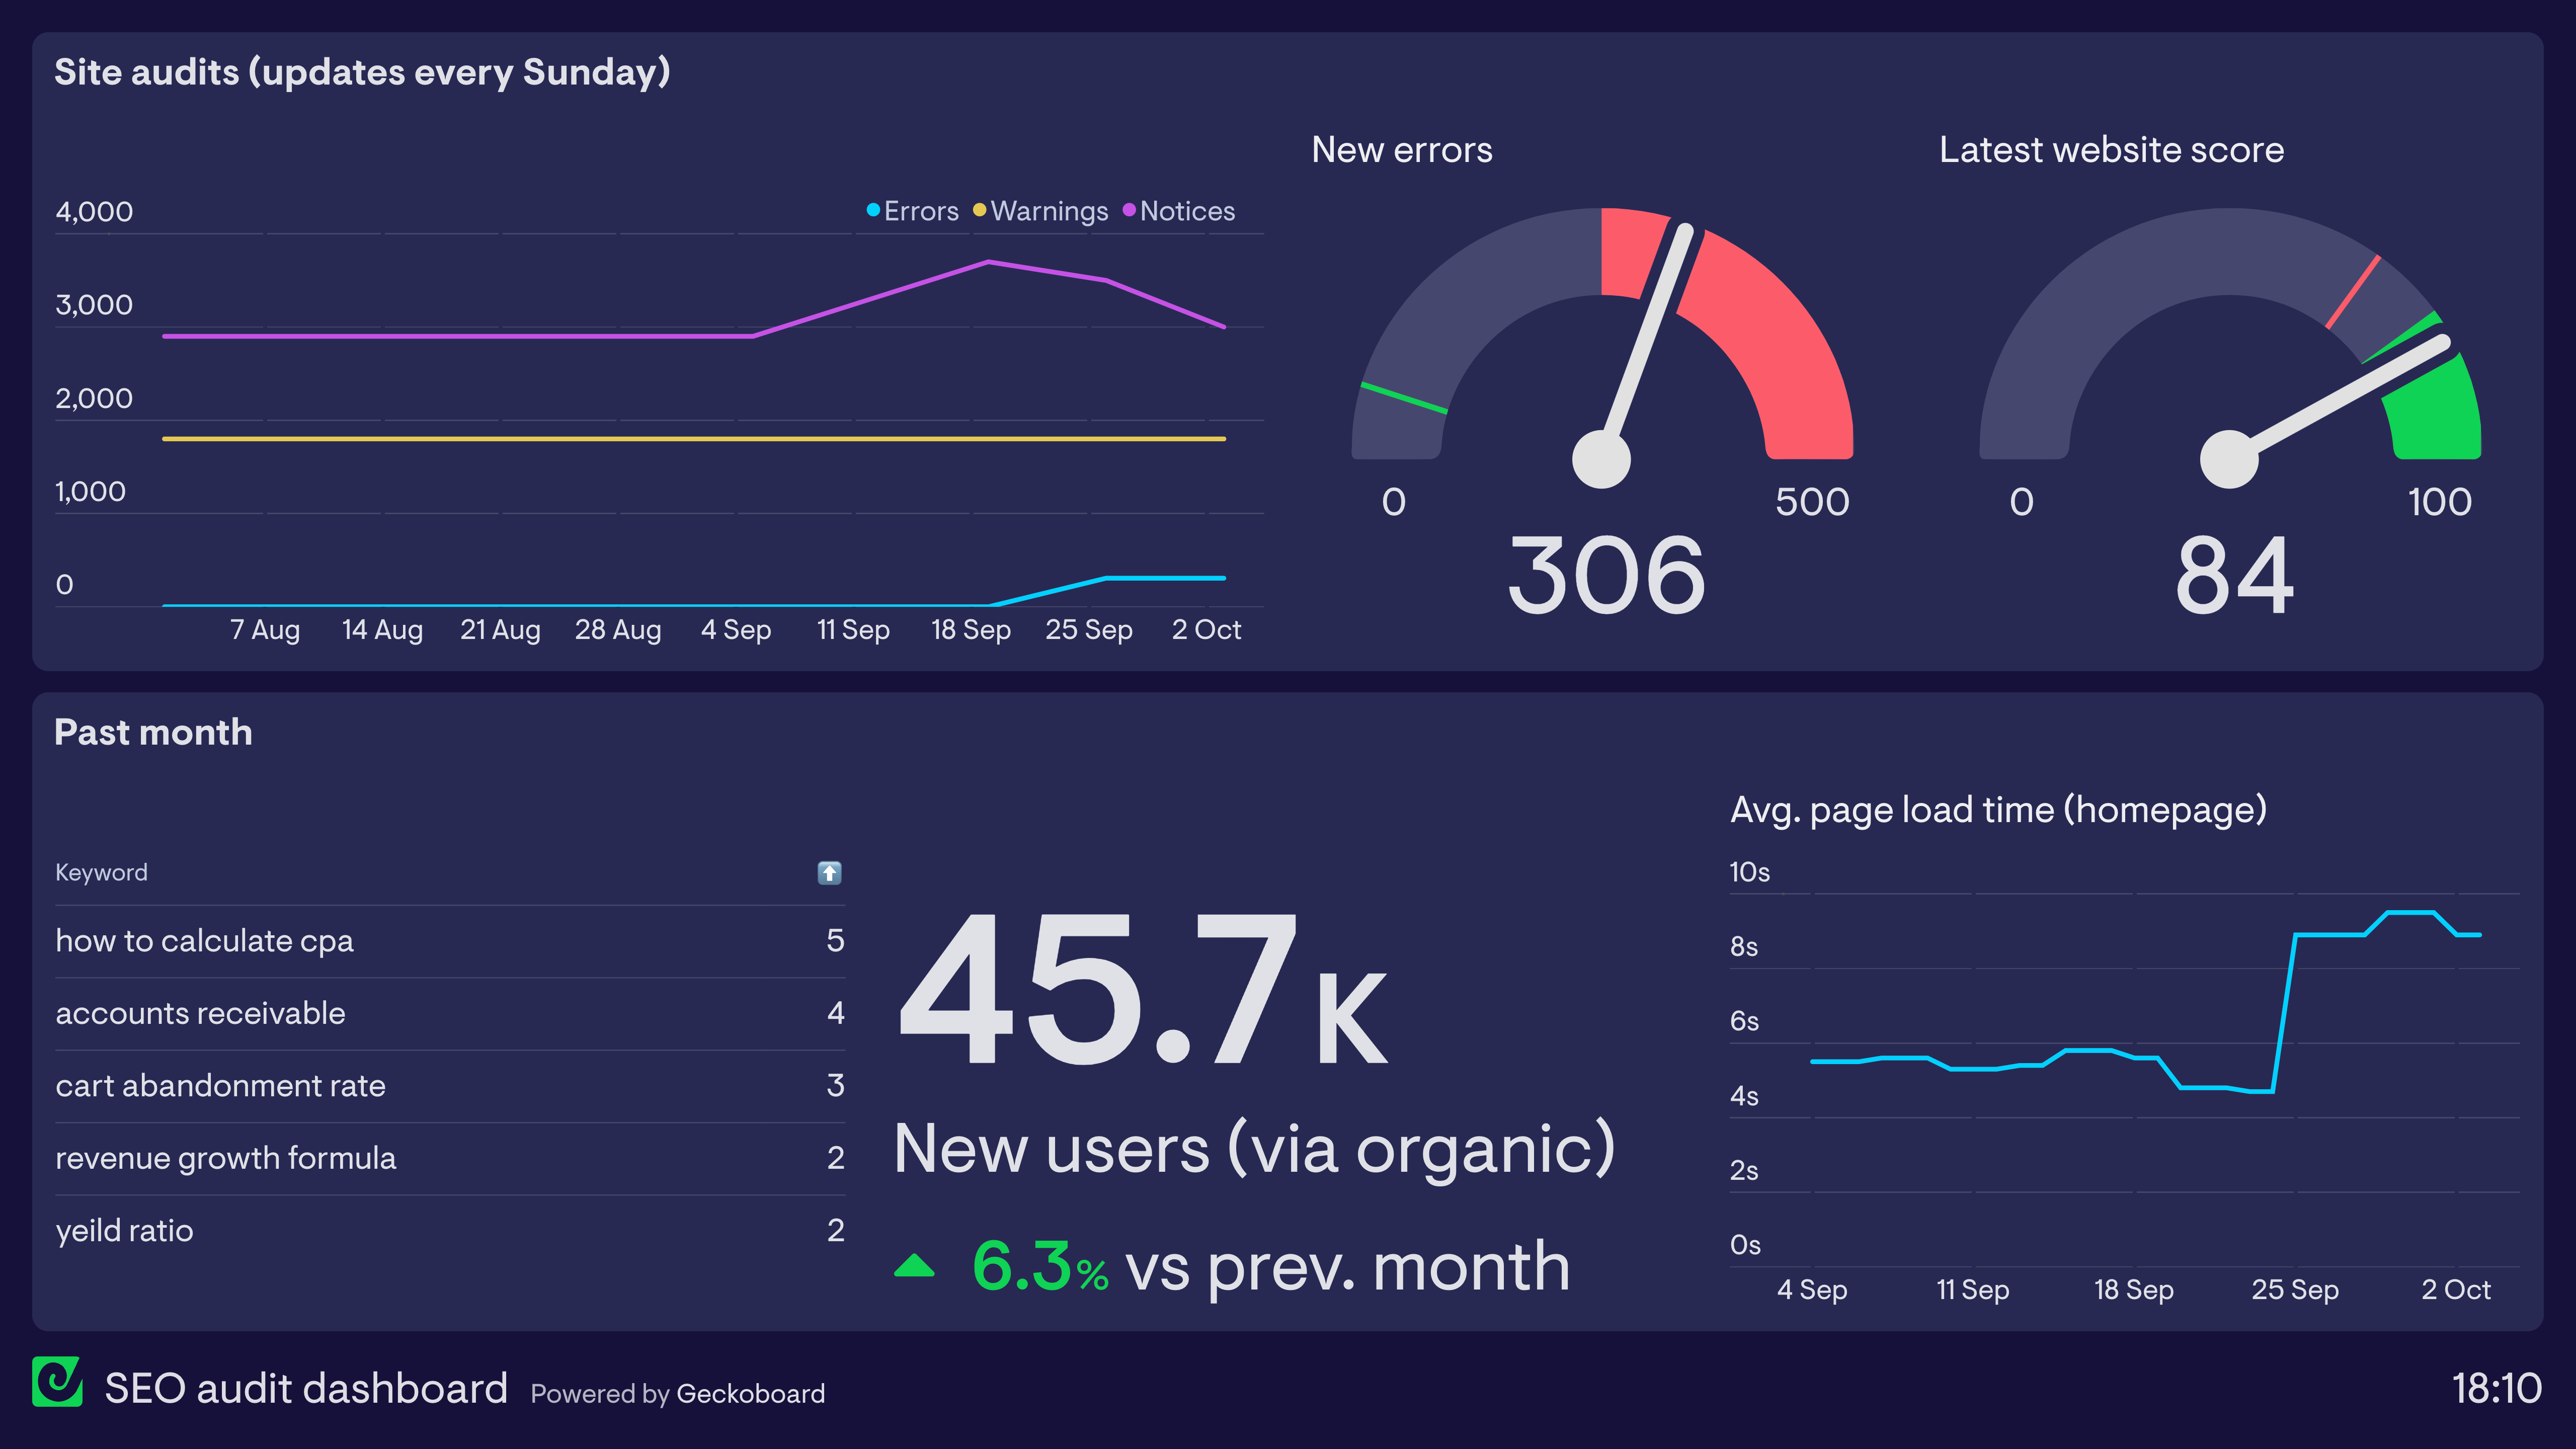 Site audits (updates every Sunday)
Errors Warnings Notices
4,000
3,000
2,000
1,000
0
7 Aug 14 Aug 21 Aug 28 Aug 4 Sep 11 Sep 18 Sep 25 Sep 2 Oct
New errors
0 500
306
Latest website score
0 100
84
Past month
Keyword ⬆️
how to calculate cpa 5
accounts receivable 4
cart abandonment rate 3
revenue growth formula 2
yeild ratio 2
45.7K
New users (via organic)
6.3% vs prev. month
Avg. page load time (homepage)
10s
8s
6s
4s
2s
0s
4 Sep 11 Sep 18 Sep 25 Sep 2 Oct
SEO audit dashboard Powered by Geckoboard
18:10